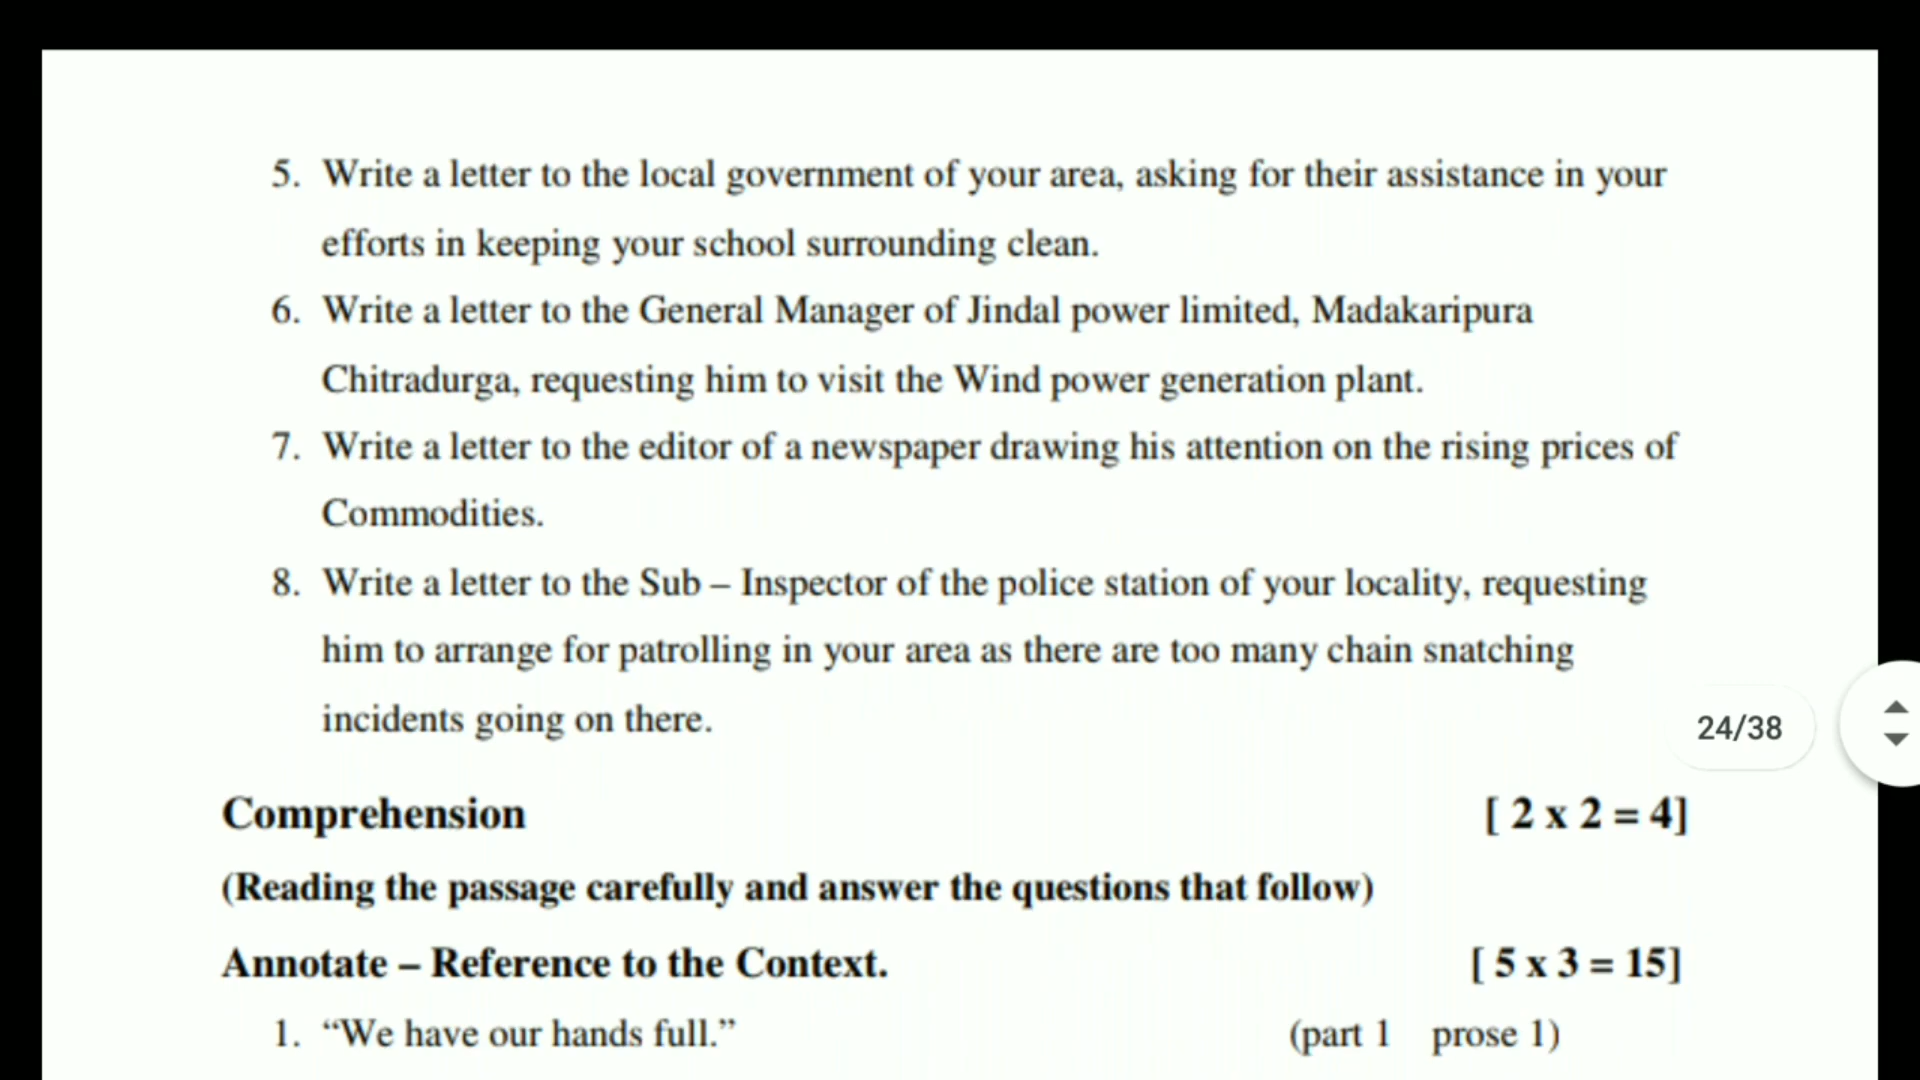 5. Write a letter to the local government of your area, asking for their assistance in your
efforts in keeping your school surrounding clean.
6. Write a letter to the General Manager of Jindal power limited, Madakaripura
Chitradurga, requesting him to visit the Wind power generation plant.
7. Write a letter to the editor of a newspaper drawing his attention on the rising prices of
Commodities.
8. Write a letter to the Sub – Inspector of the police station of your locality, requesting
him to arrange for patrolling in your area as there are too many chain snatching
incidents going on there.
24/38
Comprehension [ 2 x 2 = 4]
(Reading the passage carefully and answer the questions that follow)
Annotate – Reference to the Context. [ 5 x 3 = 15]
1. “We have our hands full.” (part 1 prose 1)